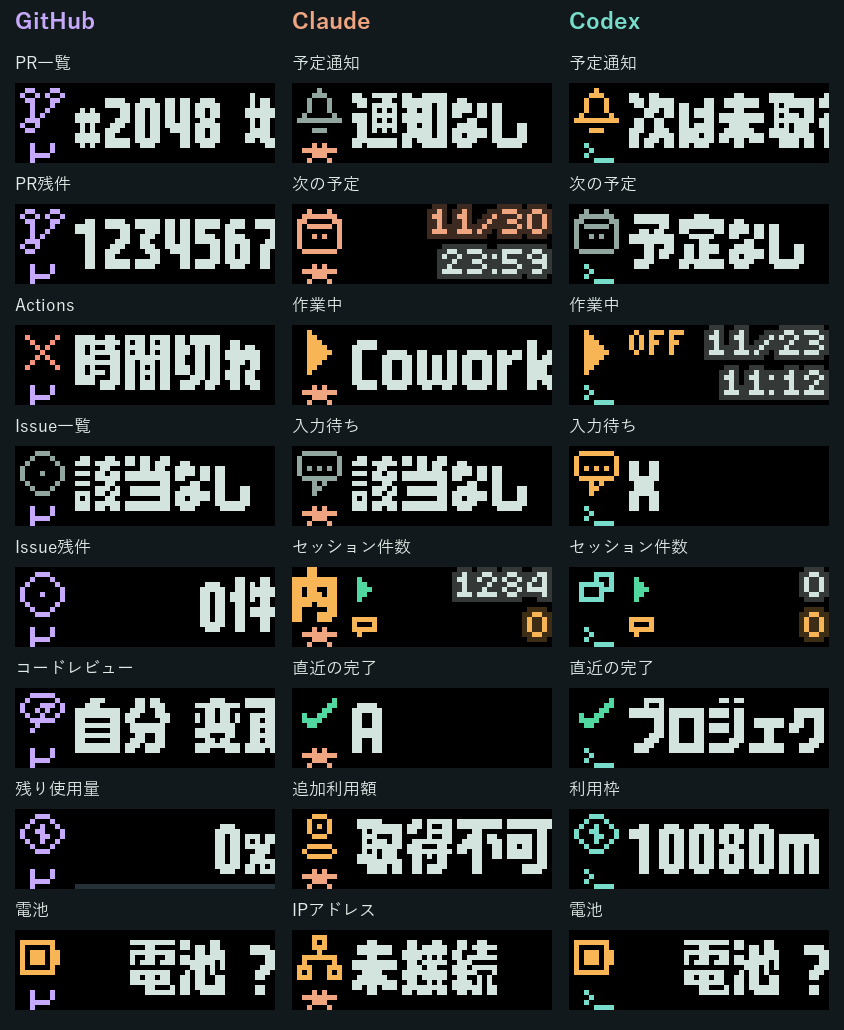 GitHub Claude Codex
PR一覧 予定通知 予定通知
#2048 通知なし 次は未取
PR残件 次の予定 次の予定
1234567 11/30 予定なし
23:59
Actions 作業中 作業中
時間切れ Cowork OFF 11/23
11:12
Issue一覧 入力待ち 入力待ち
該当なし 該当なし X
Issue残件 セッション件数 セッション件数
0件 内 1284 0
0 0
コードレビュー 直近の完了 直近の完了
自分 変更 A プロジェク
残り使用量 追加利用額 利用枠
0% 取得不可 10080m
電池 IPアドレス 電池
電池 ? 未接続 電池 ?